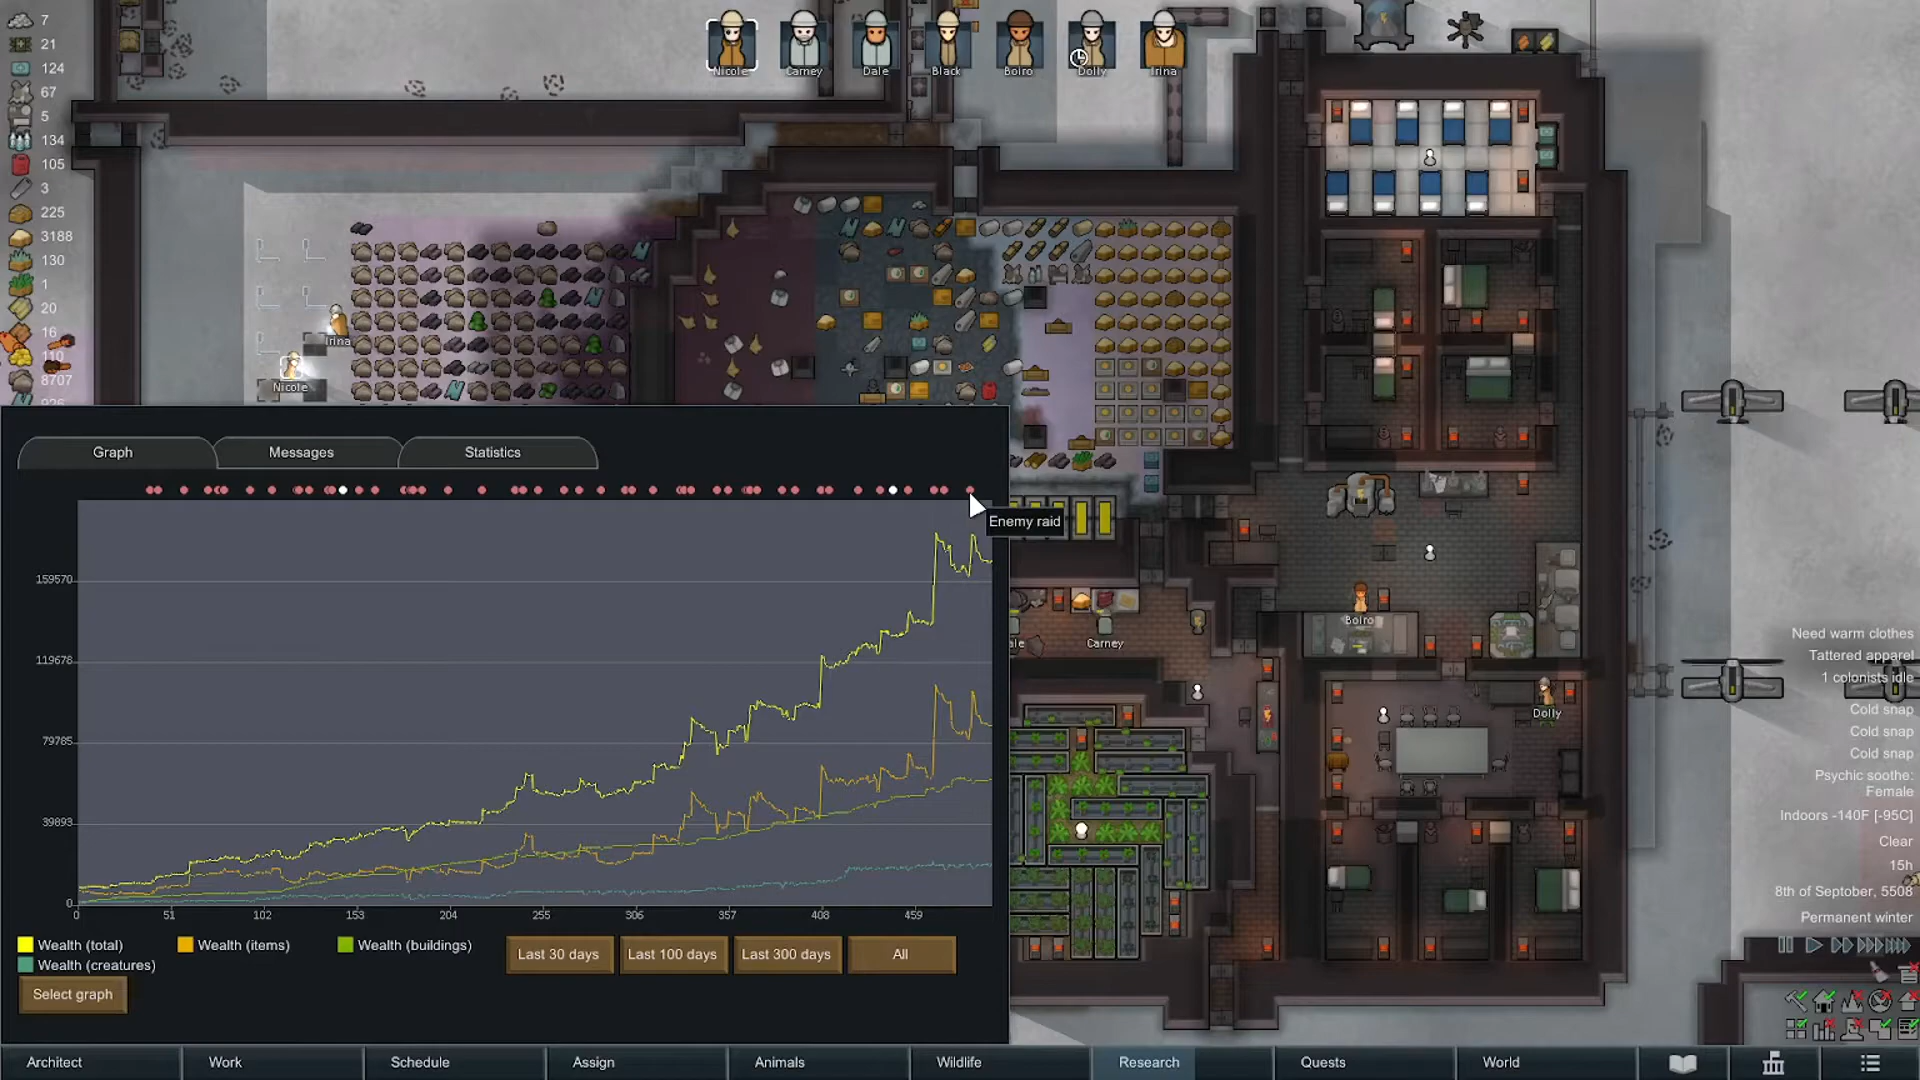 Nicole
Carney
Dale
Black
Boiro
Dolly
Irina
7
21
124
67
5
134
105
3
225
3188
130
1
20
16
110
8707
Irina
Nicole
Graph
Messages
Statistics
Enemy raid
159570
119678
79785
39893
0
0
51
102
153
204
255
306
357
408
459
Wealth (total)
Wealth (items)
Wealth (buildings)
Wealth (creatures)
Last 30 days
Last 100 days
Last 300 days
All
Select graph
Carney
Boiro
Dolly
Need warm clothes
Tattered apparel
1 colonists idle
Cold snap
Cold snap
Cold snap
Psychic soothe:
Female
Indoors -140F [-95C]
Clear
15h
8th of Septober, 5508
Permanent winter
Architect
Work
Schedule
Assign
Animals
Wildlife
Research
Quests
World